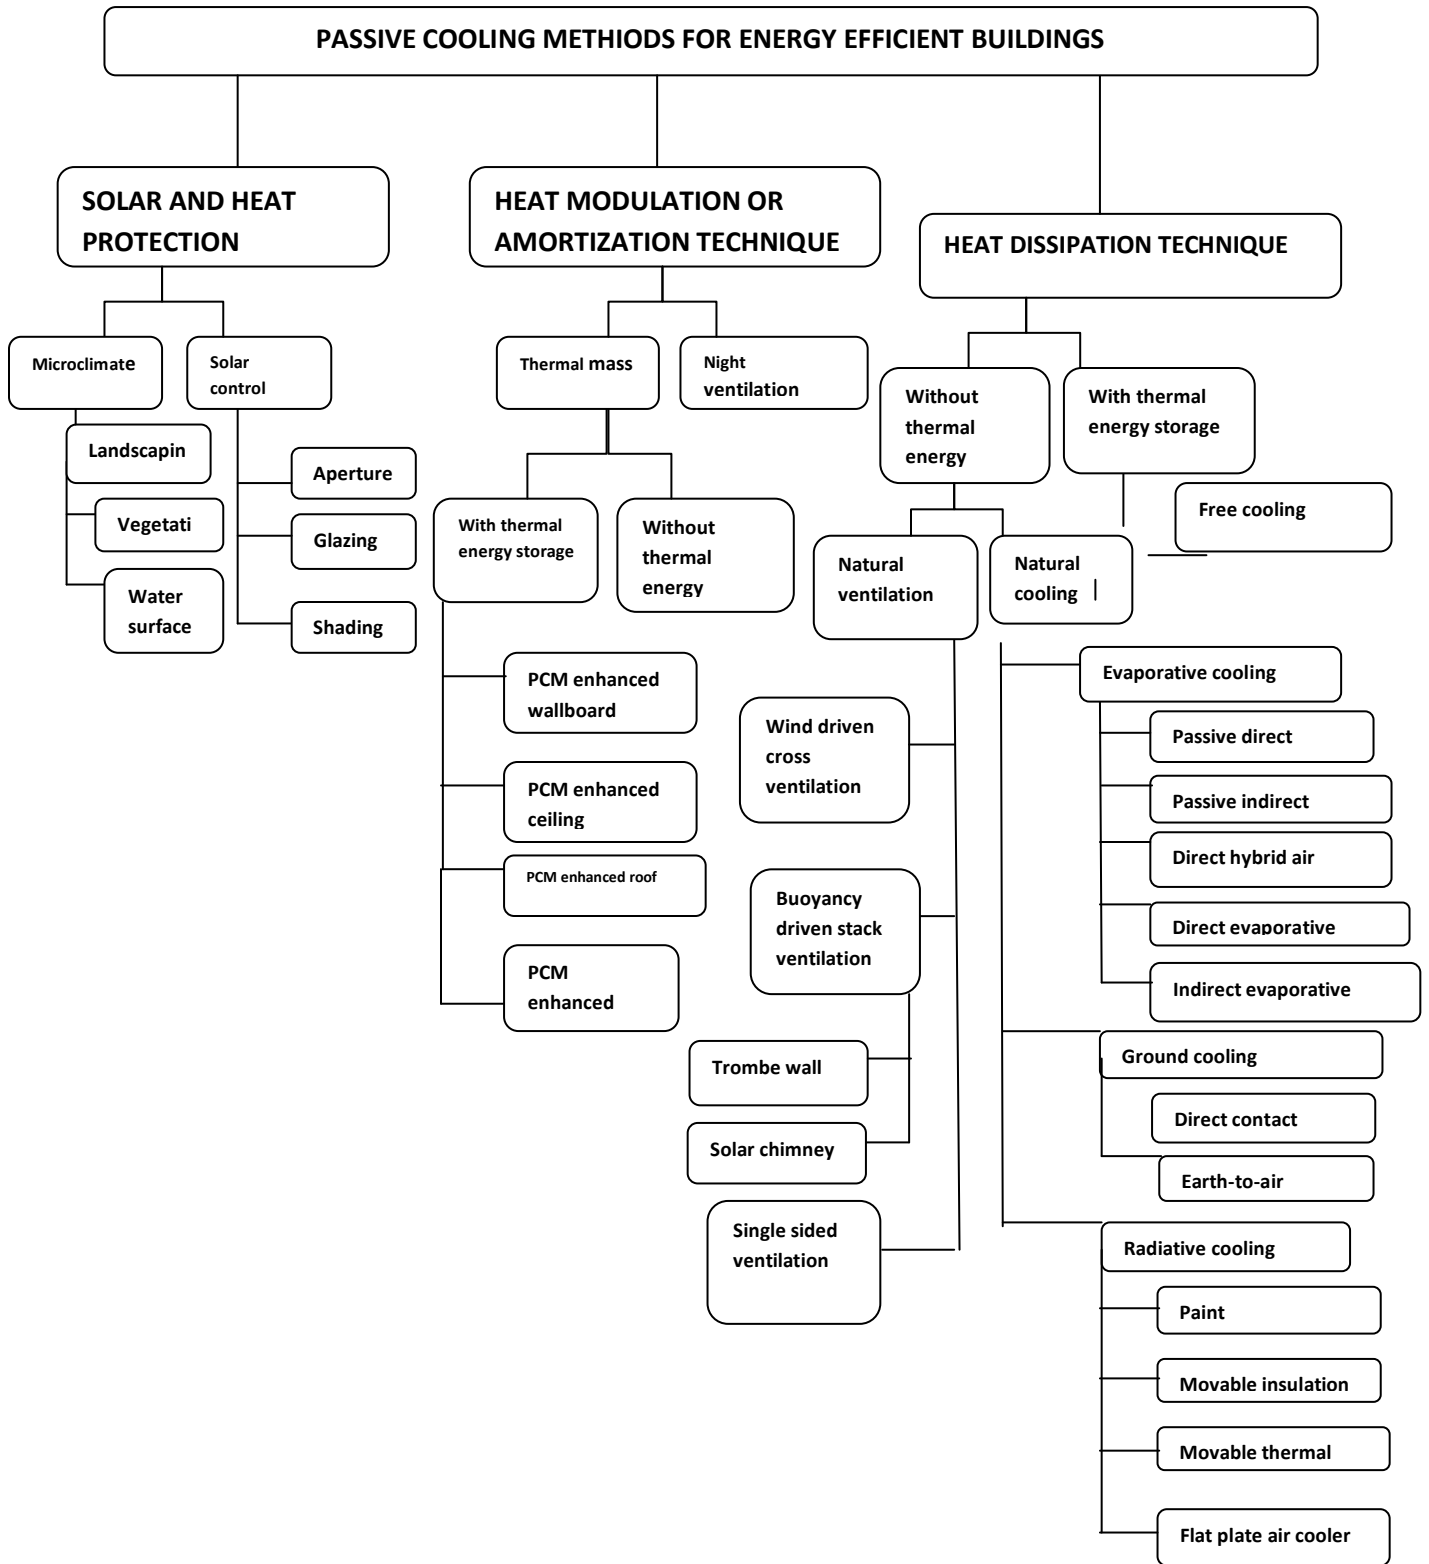 PASSIVE COOLING METHIODS FOR ENERGY EFFICIENT BUILDINGS
SOLAR AND HEAT
PROTECTION
HEAT MODULATION OR
AMORTIZATION TECHNIQUE
HEAT DISSIPATION TECHNIQUE
Microclimate
Solar
control
Landscapin
Vegetati
Water
surface
Aperture
Glazing
Shading
Thermal mass
Night
ventilation
With thermal
energy storage
Without
thermal
energy
PCM enhanced
wallboard
PCM enhanced
ceiling
PCM enhanced roof
PCM
enhanced
Without
thermal
energy
With thermal
energy storage
Free cooling
Natural
ventilation
Natural
cooling
Wind driven
cross
ventilation
Buoyancy
driven stack
ventilation
Trombe wall
Solar chimney
Single sided
ventilation
Evaporative cooling
Passive direct
Passive indirect
Direct hybrid air
Direct evaporative
Indirect evaporative
Ground cooling
Direct contact
Earth-to-air
Radiative cooling
Paint
Movable insulation
Movable thermal
Flat plate air cooler